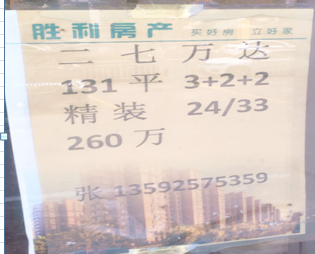 胜利房产 买好房 立好家
二七万达
131平 3+2+2
精装 24/33
260万
张 13592575359